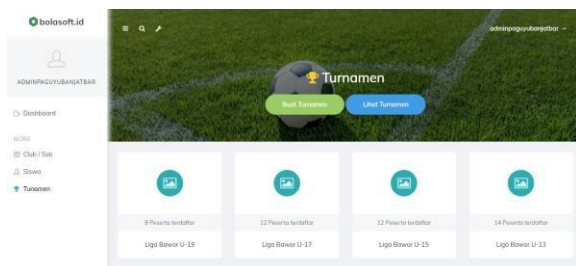 bolasoft.id
adminpaguyubanjatbar
ADMINPAGUYUBANJATBAR
Turnamen
Buat Turnamen
Lihat Turnamen
Dashboard
MORE
Club / Ssb
Siswa
Turnamen
8 Peserta terdaftar
12 Peserta terdaftar
12 Peserta terdaftar
14 Peserta terdaftar
Liga Bawor U-19
Liga Bawor U-17
Liga Bawor U-15
Liga Bawor U-13